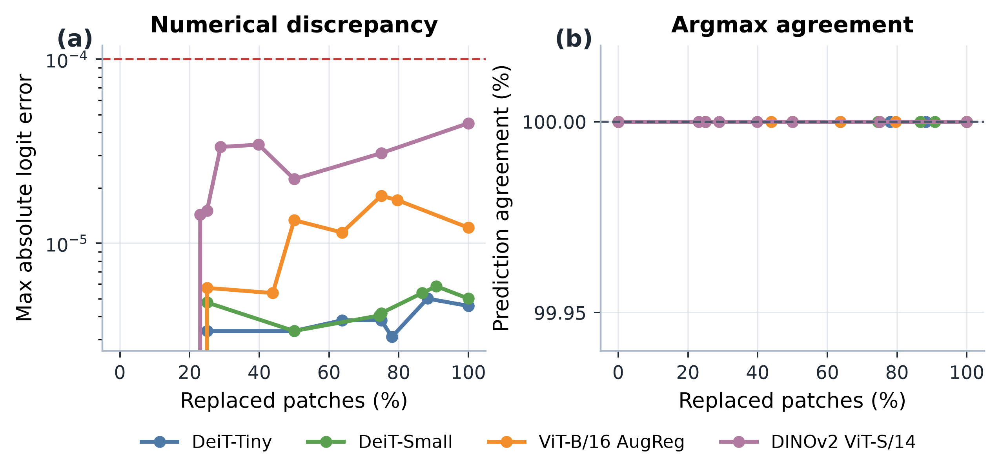 Numerical discrepancy
(a)
10⁻⁴
10⁻⁵
Max absolute logit error
0 20 40 60 80 100
Replaced patches (%)
Argmax agreement
(b)
100.00
99.95
Prediction agreement (%)
0 20 40 60 80 100
Replaced patches (%)
DeiT-Tiny DeiT-Small ViT-B/16 AugReg DINOv2 ViT-S/14